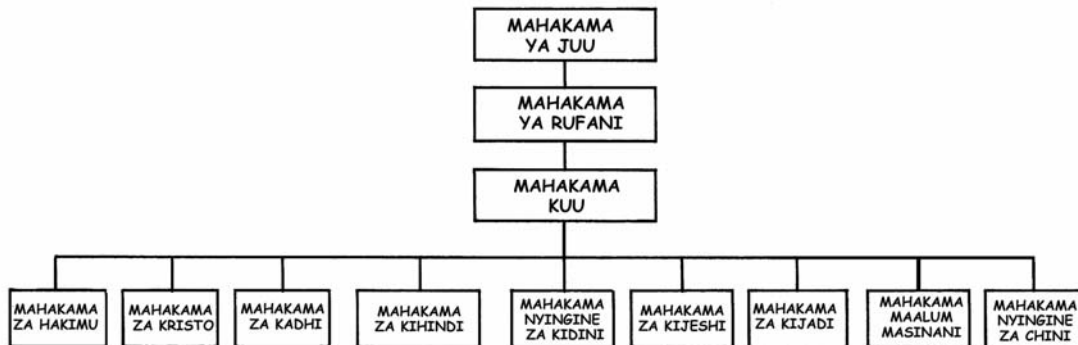 MAHAKAMA
YA JUU
MAHAKAMA
YA RUFANI
MAHAKAMA
KUU
MAHAKAMA
ZA HAKIMU
MAHAKAMA
ZA KRISTO
MAHAKAMA
ZA KADHI
MAHAKAMA
ZA KIHINDI
MAHAKAMA
NYINGINE
ZA KIDINI
MAHAKAMA
ZA KIJESHI
MAHAKAMA
ZA KIJADI
MAHAKAMA
MAALUM
MASINANI
MAHAKAMA
NYINGINE
ZA CHINI